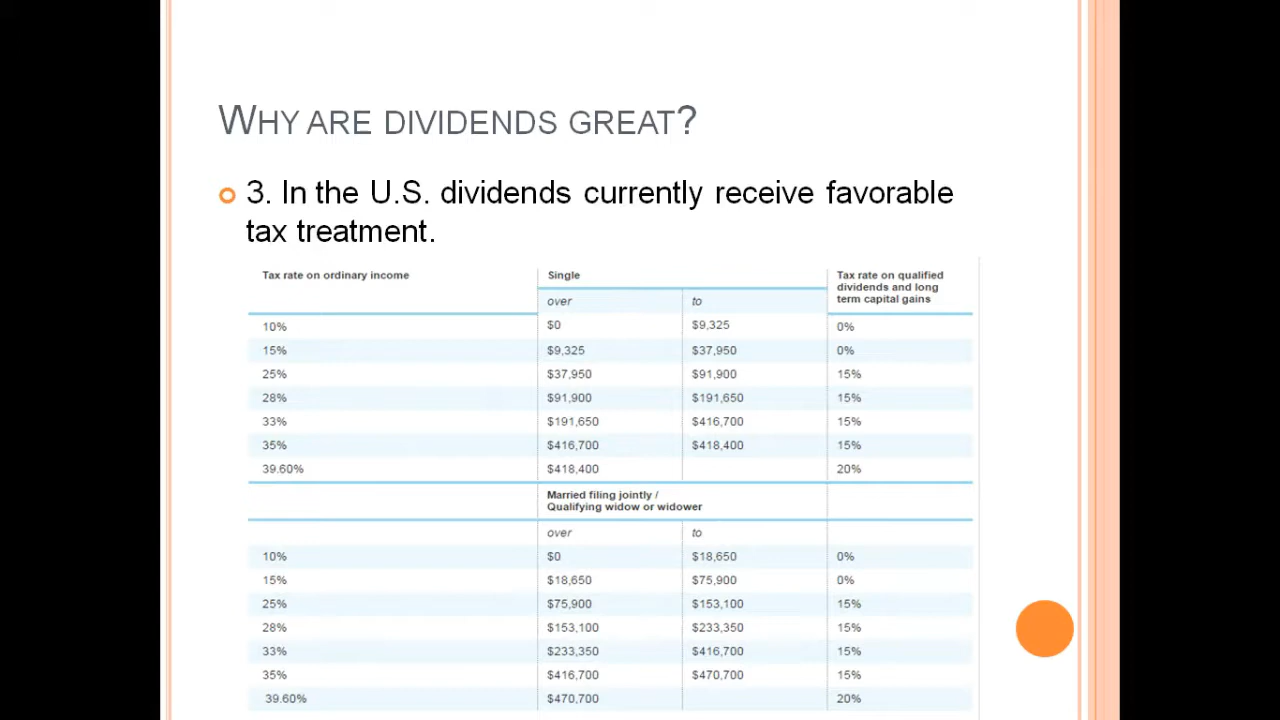 WHY ARE DIVIDENDS GREAT?
3. In the U.S. dividends currently receive favorable
tax treatment.
Tax rate on ordinary income Single Tax rate on qualified
dividends and long
term capital gains
over to
10% $0 $9,325 0%
15% $9,325 $37,950 0%
25% $37,950 $91,900 15%
28% $91,900 $191,650 15%
33% $191,650 $416,700 15%
35% $416,700 $418,400 15%
39.60% $418,400 20%
Married filing jointly /
Qualifying widow or widower
over to
10% $0 $18,650 0%
15% $18,650 $75,900 0%
25% $75,900 $153,100 15%
28% $153,100 $233,350 15%
33% $233,350 $416,700 15%
35% $416,700 $470,700 15%
39.60% $470,700 20%